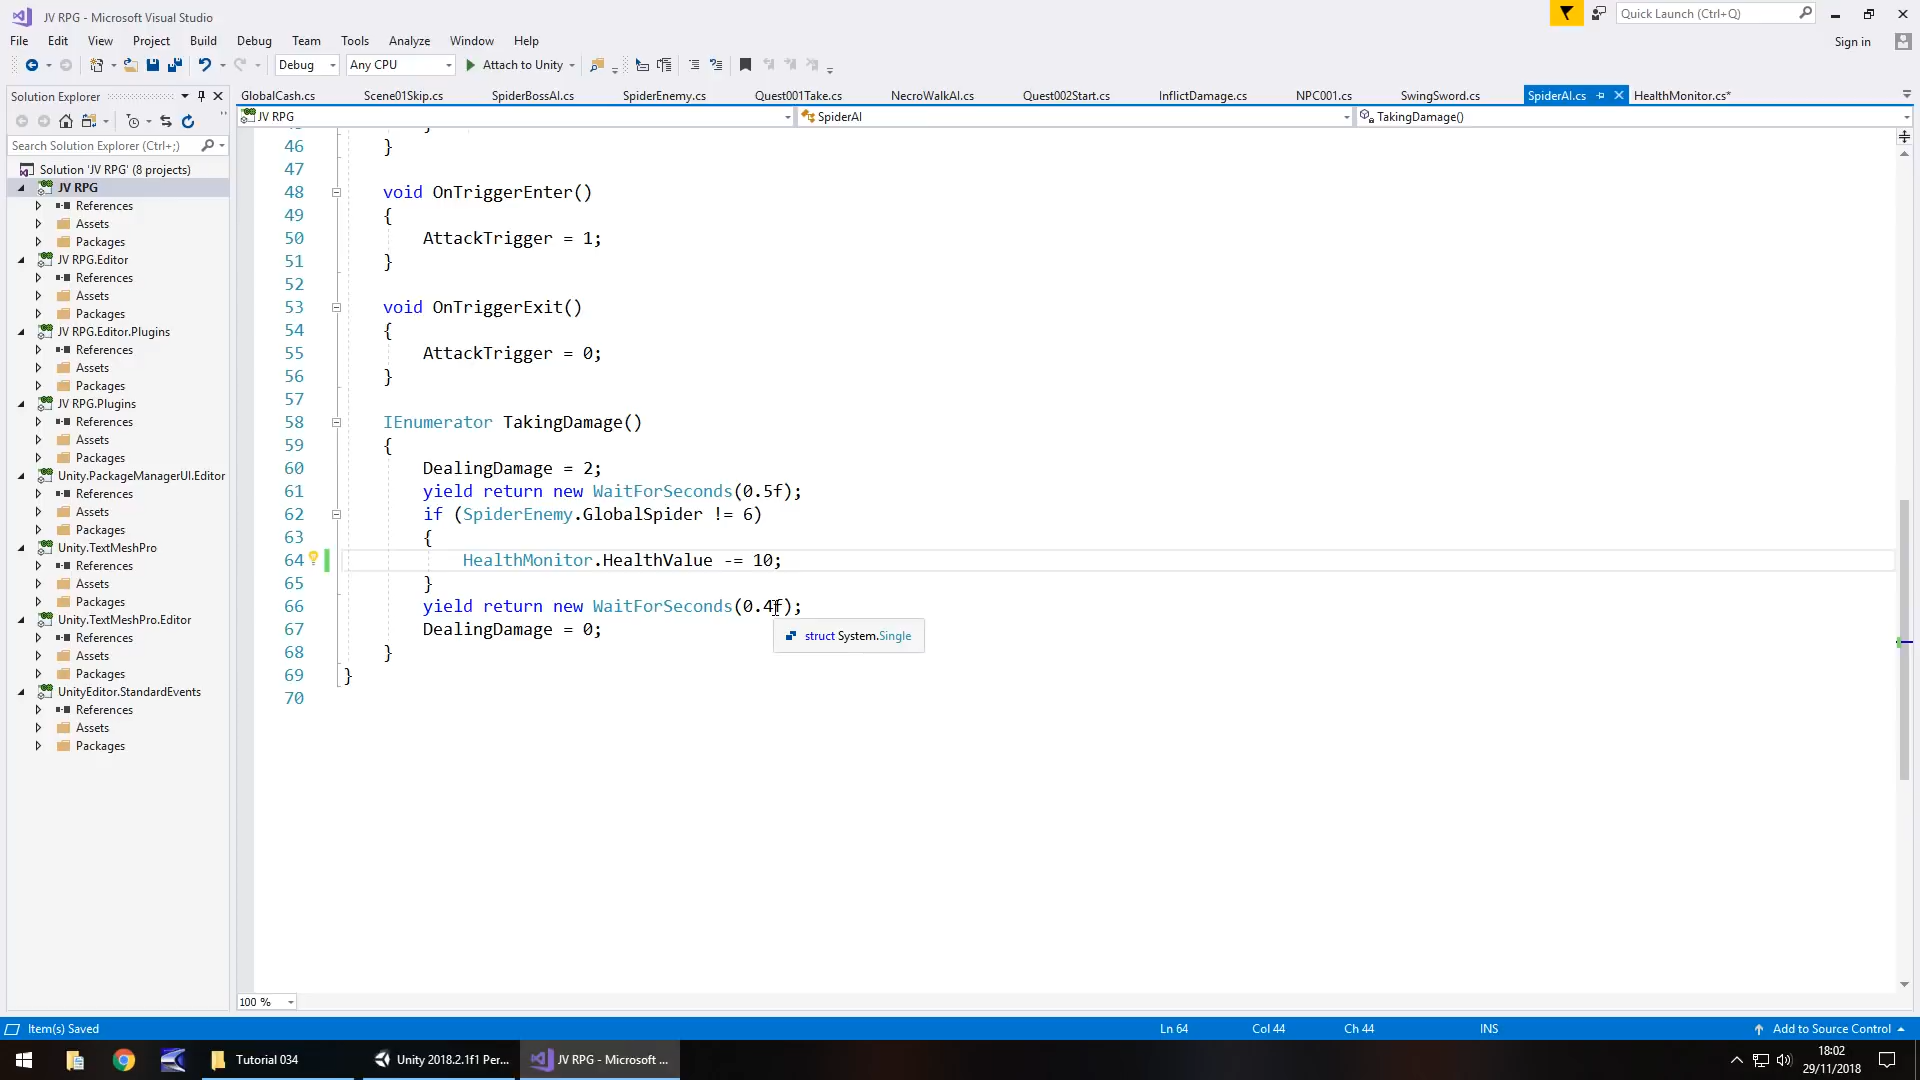 JV RPG - Microsoft Visual Studio
Quick Launch (Ctrl+Q)
File Edit View Project Build Debug Team Tools Analyze Window Help
Sign in
Debug Any CPU Attach to Unity
Solution Explorer
GlobalCash.cs Scene01Skip.cs SpiderBossAI.cs SpiderEnemy.cs Quest001Take.cs NecroWalkAI.cs Quest002Start.cs InflictDamage.cs NPC001.cs SwingSword.cs SpiderAI.cs HealthMonitor.cs*
JV RPG SpiderAI TakingDamage()
Search Solution Explorer (Ctrl+;)
Solution 'JV RPG' (8 projects)
JV RPG
References
Assets
Packages
JV RPG.Editor
References
Assets
Packages
JV RPG.Editor.Plugins
References
Assets
Packages
JV RPG.Plugins
References
Assets
Packages
Unity.PackageManagerUI.Editor
References
Assets
Packages
Unity.TextMeshPro
References
Assets
Packages
Unity.TextMeshPro.Editor
References
Assets
Packages
UnityEditor.StandardEvents
References
Assets
Packages
46 }
47
48 void OnTriggerEnter()
49 {
50 AttackTrigger = 1;
51 }
52
53 void OnTriggerExit()
54 {
55 AttackTrigger = 0;
56 }
57
58 IEnumerator TakingDamage()
59 {
60 DealingDamage = 2;
61 yield return new WaitForSeconds(0.5f);
62 if (SpiderEnemy.GlobalSpider != 6)
63 {
64 HealthMonitor.HealthValue -= 10;
65 }
66 yield return new WaitForSeconds(0.4f);
67 DealingDamage = 0;
struct System.Single
68 }
69 }
70
100 %
Item(s) Saved Ln 64 Col 44 Ch 44 INS Add to Source Control
Tutorial 034 Unity 2018.2.1f1 Per... JV RPG - Microsoft ...
18:02
29/11/2018